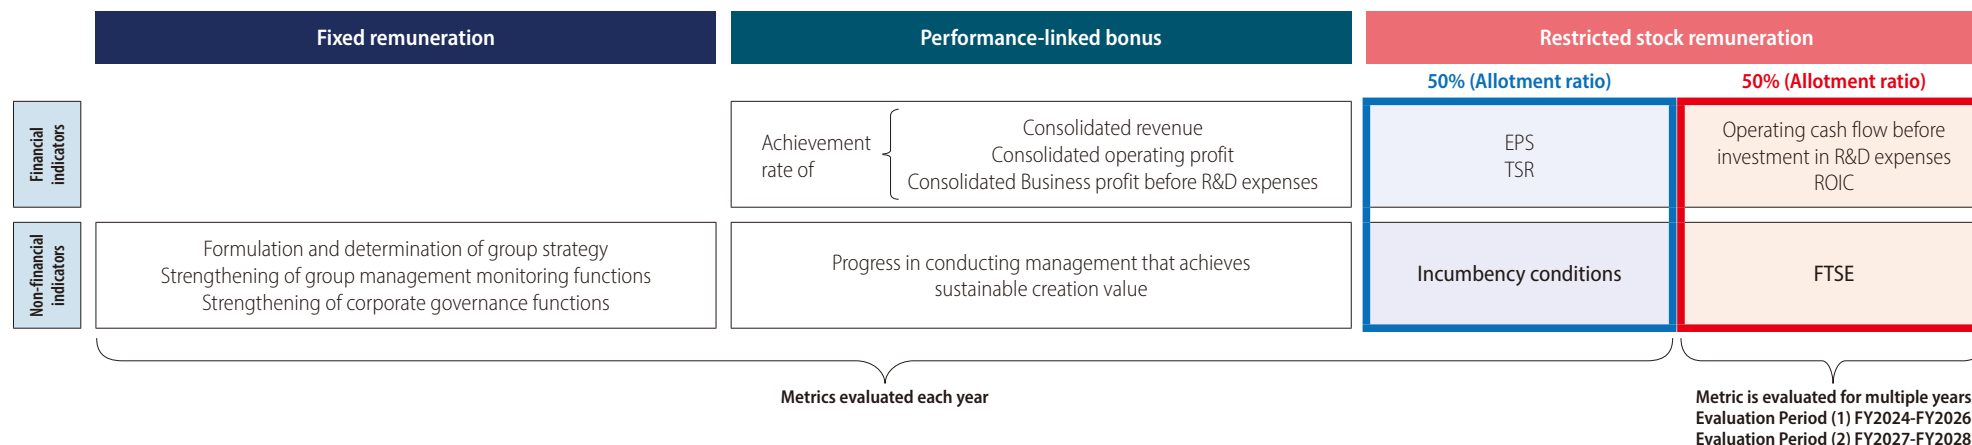 Fixed remuneration
Performance-linked bonus
Restricted stock remuneration
50% (Allotment ratio)
50% (Allotment ratio)
Financial
indicators
Achievement
rate of
Consolidated revenue
Consolidated operating profit
Consolidated Business profit before R&D expenses
EPS
TSR
Operating cash flow before
investment in R&D expenses
ROIC
Non-financial
indicators
Formulation and determination of group strategy
Strengthening of group management monitoring functions
Strengthening of corporate governance functions
Progress in conducting management that achieves
sustainable creation value
Incumbency conditions
FTSE
Metrics evaluated each year
Metric is evaluated for multiple years
Evaluation Period (1) FY2024-FY2026
Evaluation Period (2) FY2027-FY2028